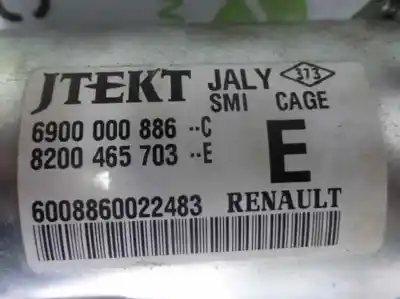 JTEKT JALY 373
SMI CAGE
6900 000 886 --C
8200 465 703 --E
E
6008860022483 RENAULT